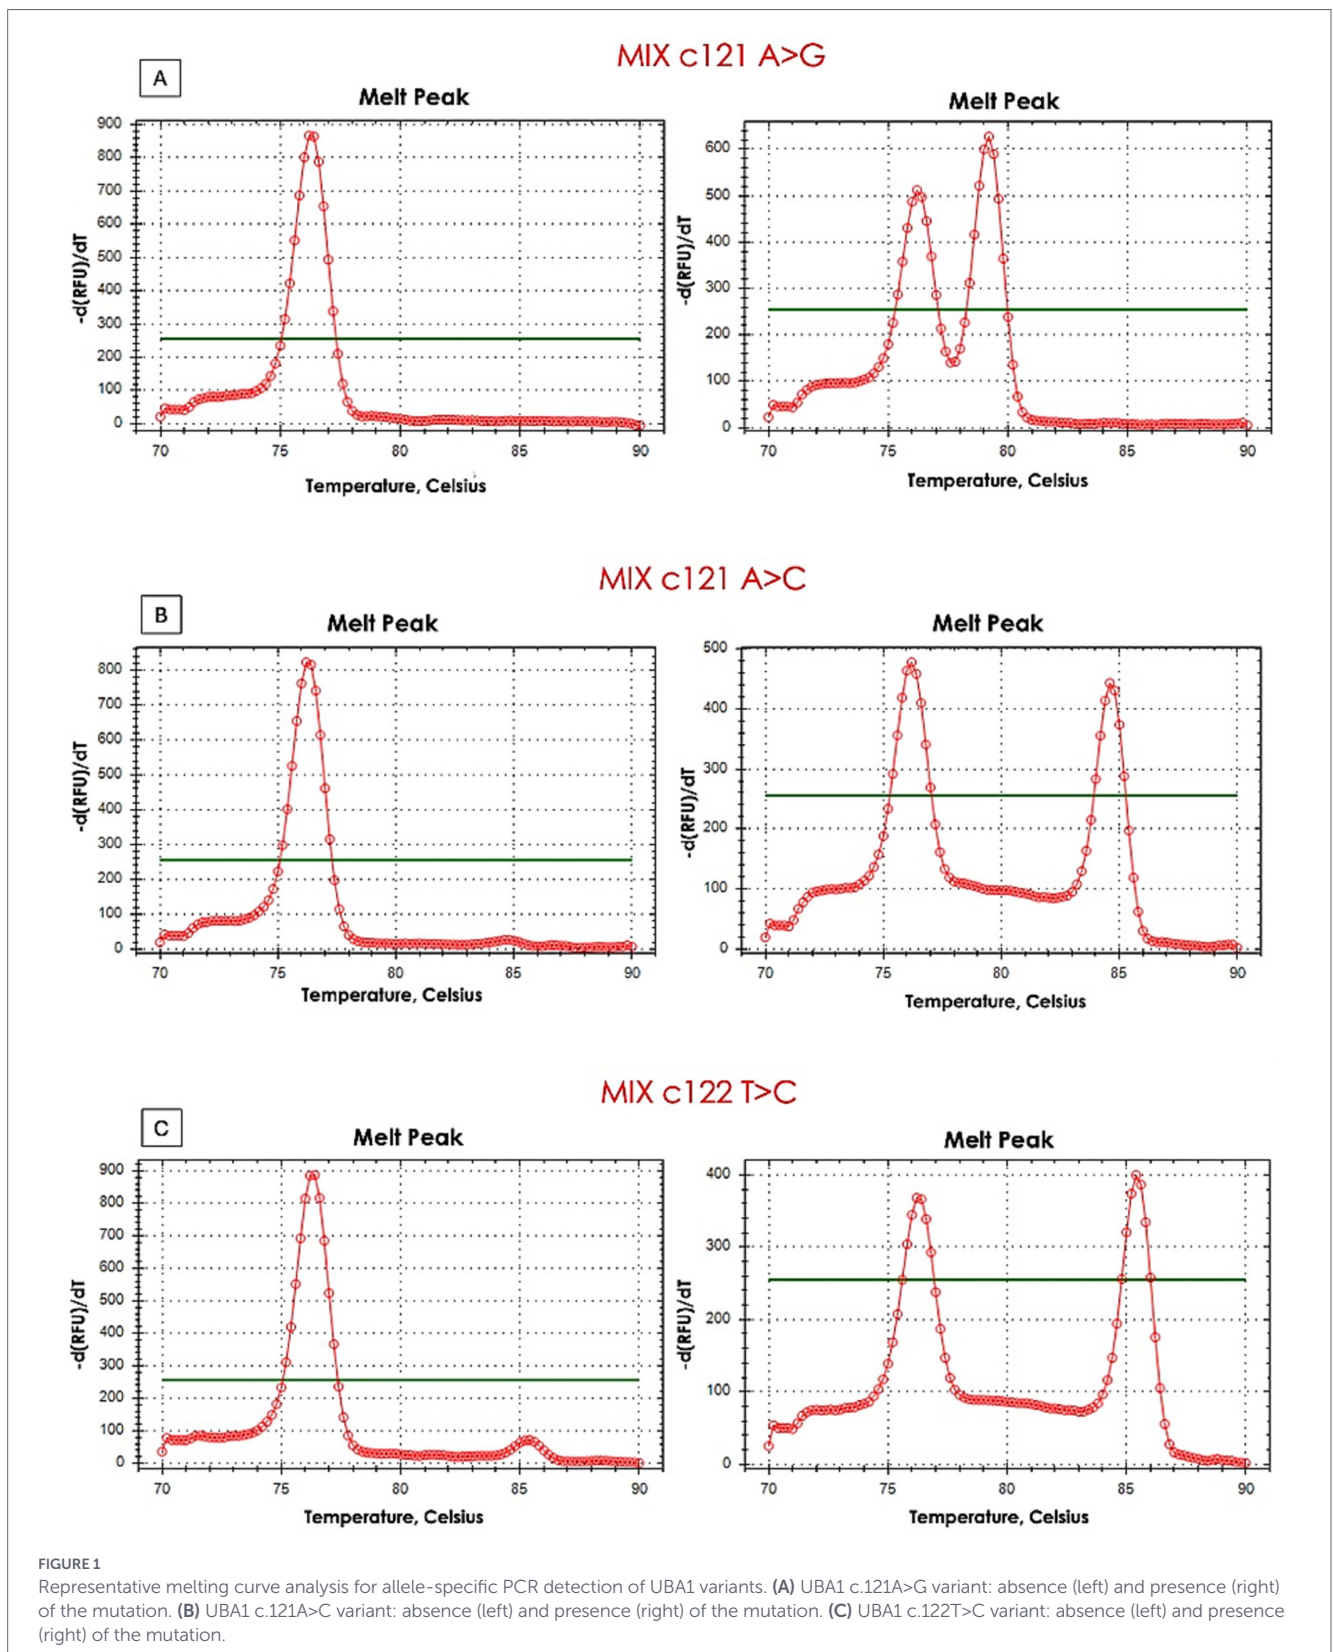 MIX c121 A>G
A
Melt Peak
900
800
700
600
500
400
300
200
100
0
-d(RFU)/dT
70 75 80 85 90
Temperature, Celsius
Melt Peak
600
500
400
300
200
100
0
-d(RFU)/dT
70 75 80 85 90
Temperature, Celsius
MIX c121 A>C
B
Melt Peak
800
700
600
500
400
300
200
100
0
-d(RFU)/dT
70 75 80 85 90
Temperature, Celsius
Melt Peak
500
400
300
200
100
0
-d(RFU)/dT
70 75 80 85 90
Temperature, Celsius
MIX c122 T>C
C
Melt Peak
900
800
700
600
500
400
300
200
100
0
-d(RFU)/dT
70 75 80 85 90
Temperature, Celsius
Melt Peak
400
300
200
100
0
-d(RFU)/dT
70 75 80 85 90
Temperature, Celsius
FIGURE 1
Representative melting curve analysis for allele-specific PCR detection of UBA1 variants. (A) UBA1 c.121A>G variant: absence (left) and presence (right)
of the mutation. (B) UBA1 c.121A>C variant: absence (left) and presence (right) of the mutation. (C) UBA1 c.122T>C variant: absence (left) and presence
(right) of the mutation.